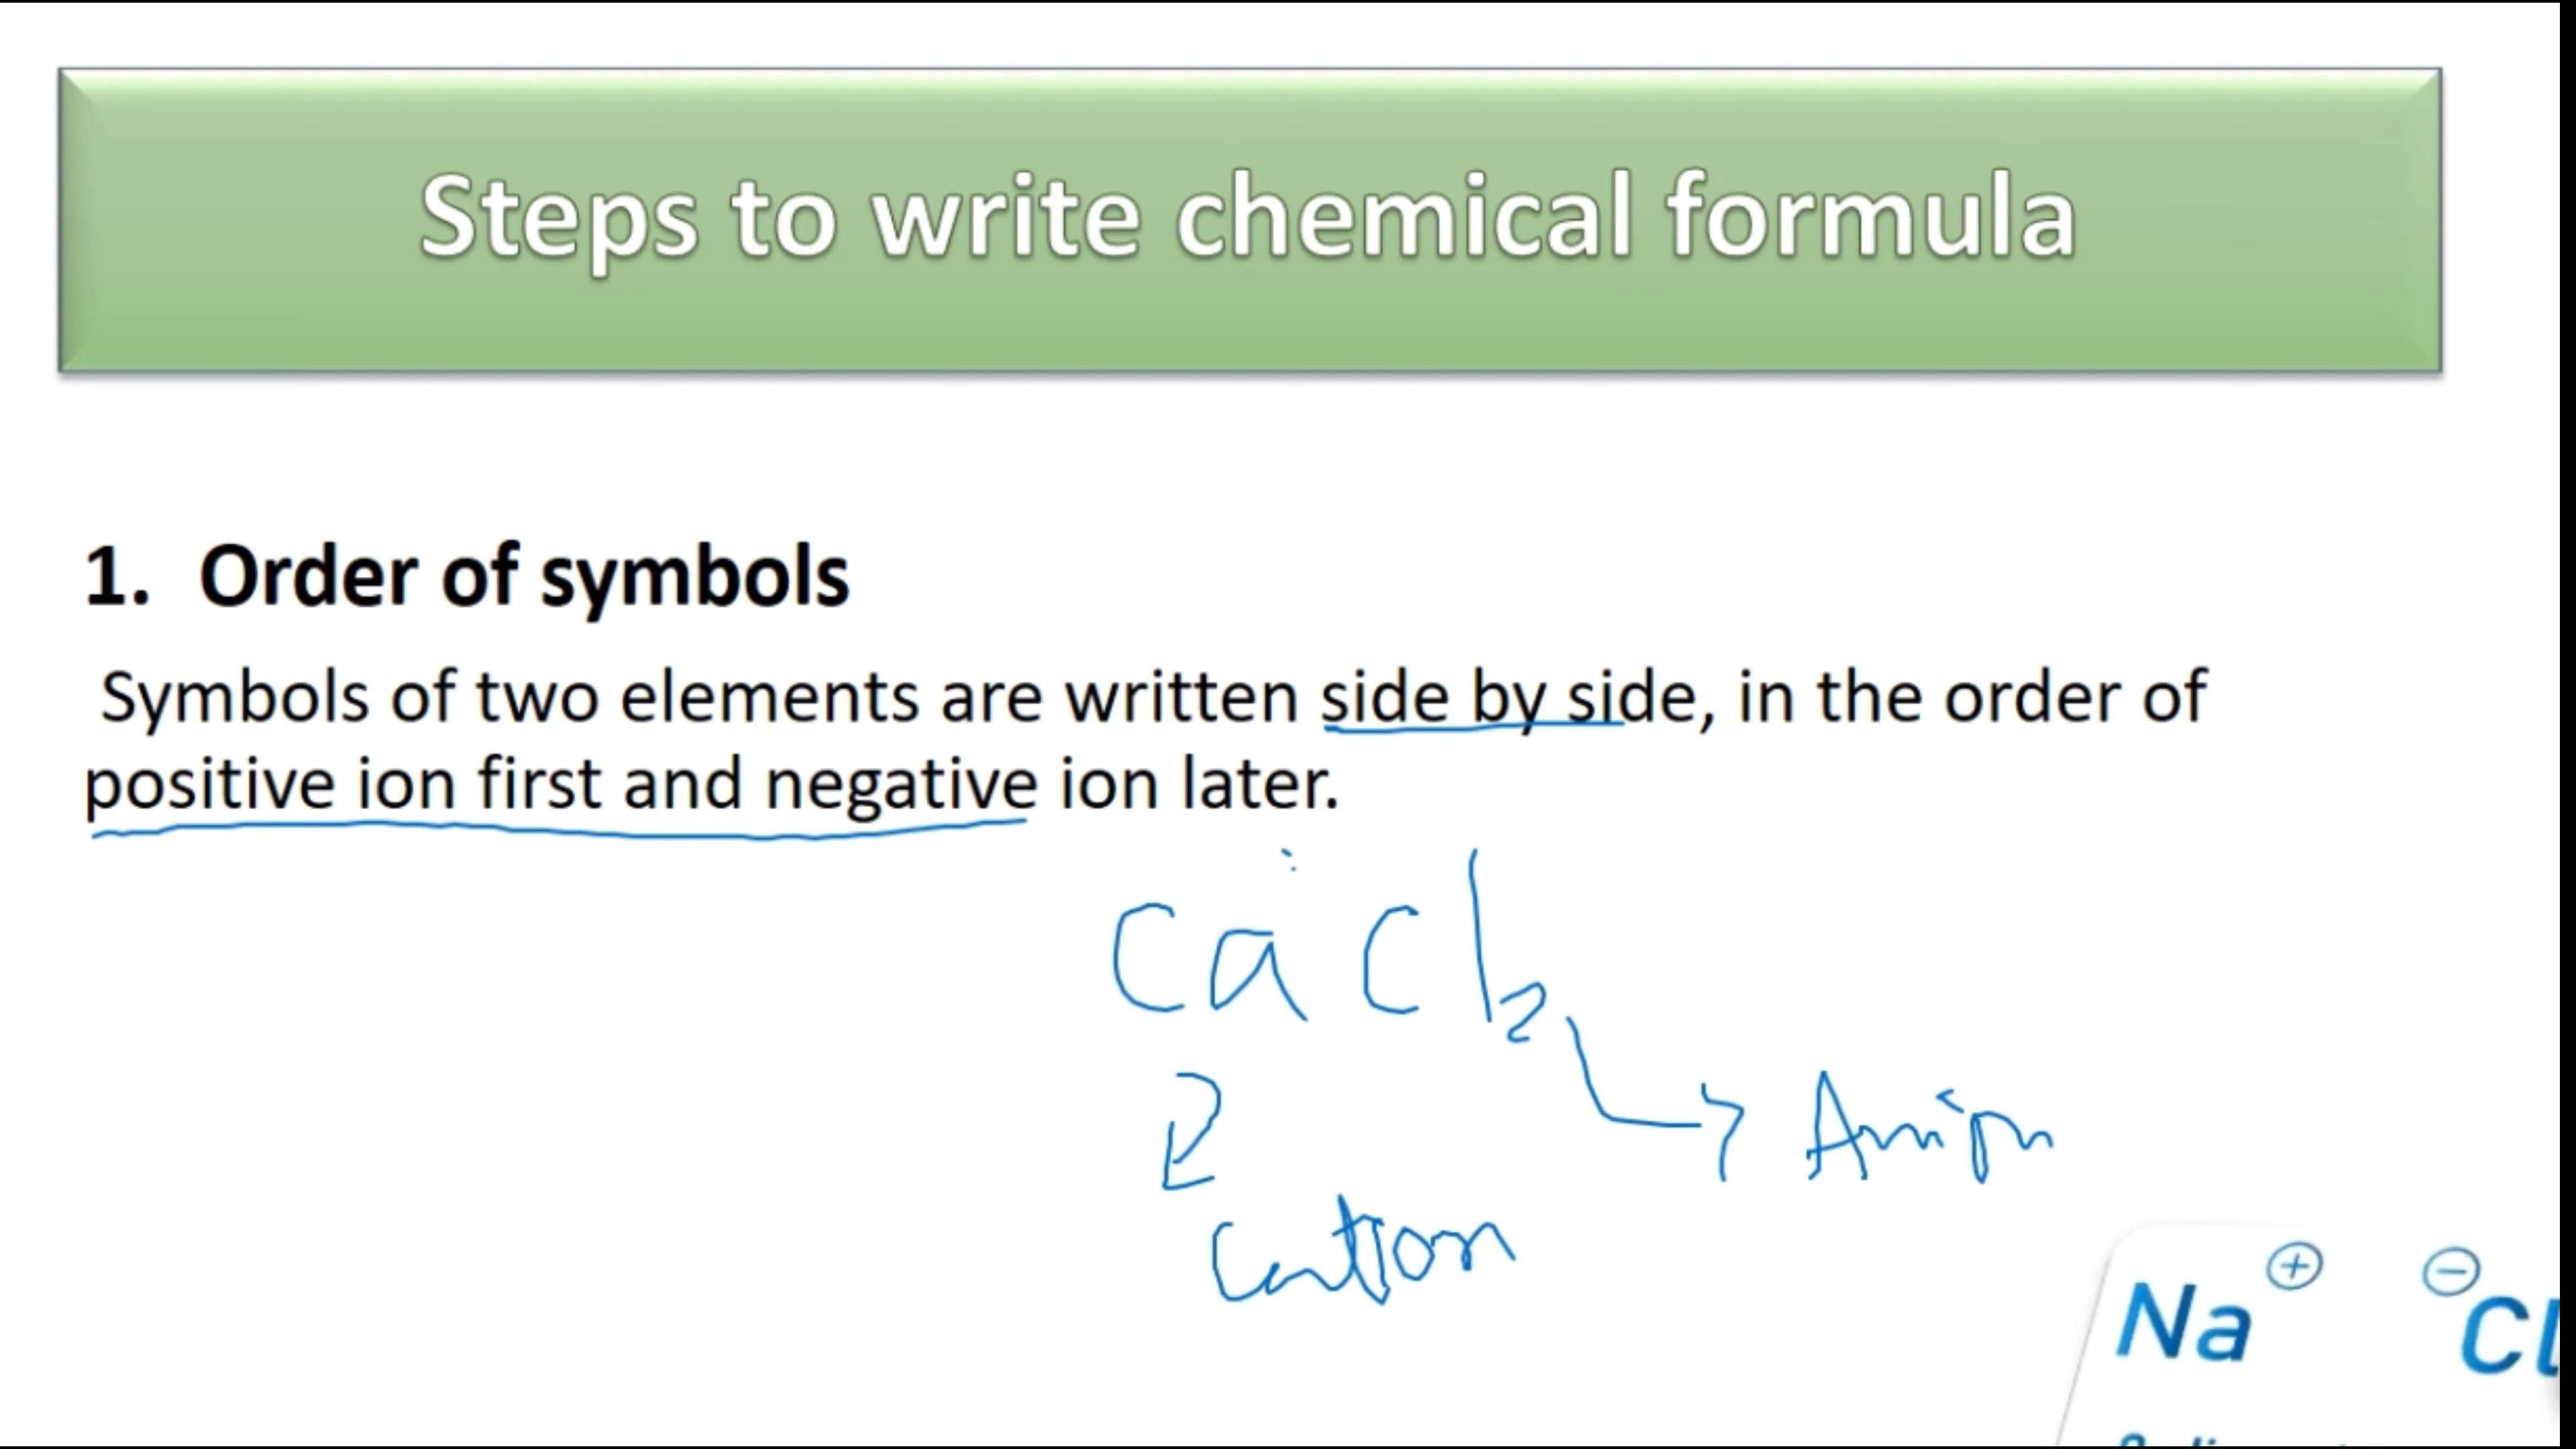 Steps to write chemical formula
1. Order of symbols
Symbols of two elements are written side by side, in the order of
positive ion first and negative ion later.
CaCl₂
Anion
Cation
Na⊕ ⊖Cl